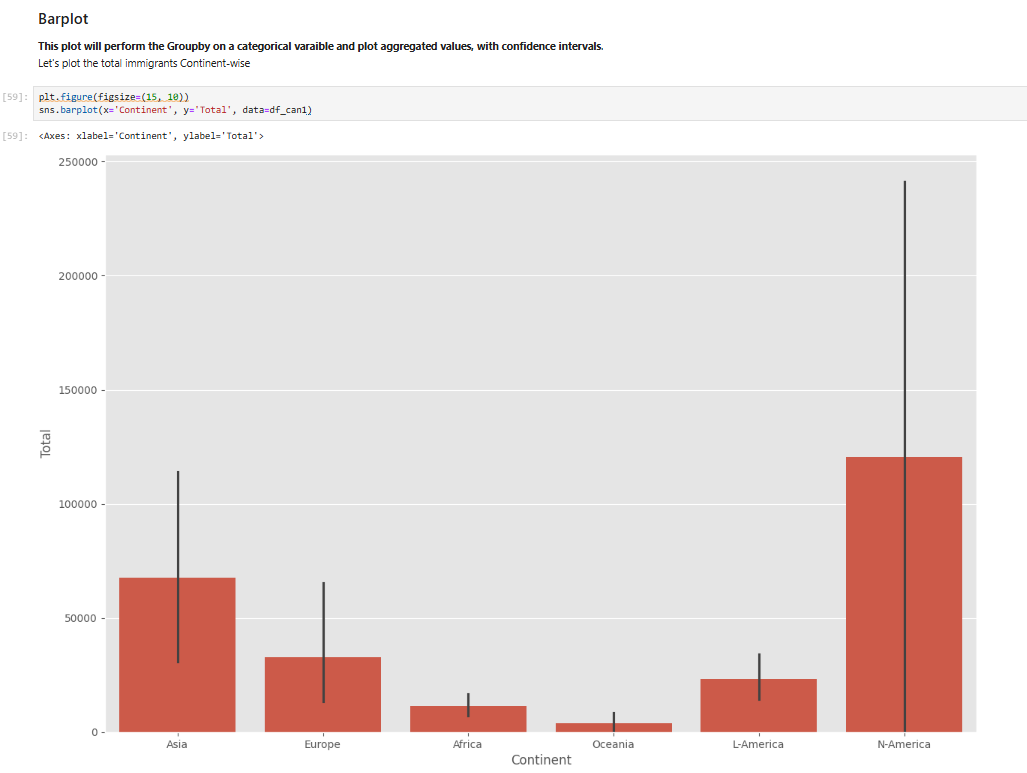 Barplot
This plot will perform the Groupby on a categorical varaible and plot aggregated values, with confidence intervals.
Let's plot the total immigrants Continent-wise
[59]: plt.figure(figsize=(15, 10))
sns.barplot(x='Continent', y='Total', data=df_can1)
[59]: <Axes: xlabel='Continent', ylabel='Total'>
250000
200000
150000
100000
50000
0
Total
Asia Europe Africa Oceania L-America N-America
Continent